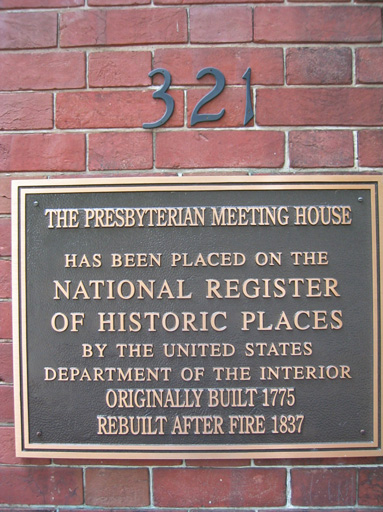 321
THE PRESBYTERIAN MEETING HOUSE
HAS BEEN PLACED ON THE
NATIONAL REGISTER
OF HISTORIC PLACES
BY THE UNITED STATES
DEPARTMENT OF THE INTERIOR
ORIGINALLY BUILT 1775
REBUILT AFTER FIRE 1837